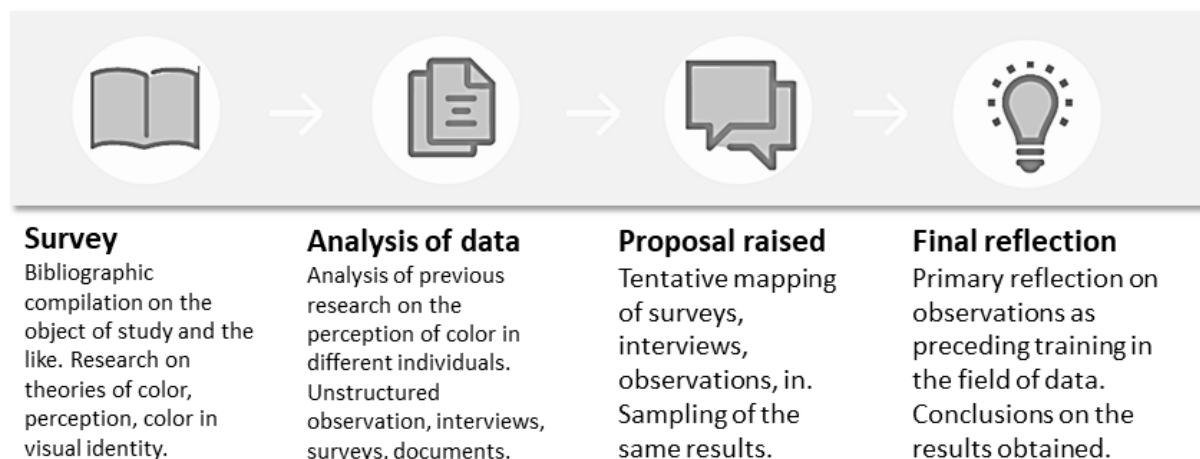 Survey
Bibliographic
compilation on the
object of study and the
like. Research on
theories of color,
perception, color in
visual identity.
Analysis of data
Analysis of previous
research on the
perception of color in
different individuals.
Unstructured
observation, interviews,
surveys, documents.
Proposal raised
Tentative mapping
of surveys,
interviews,
observations, in.
Sampling of the
same results.
Final reflection
Primary reflection on
observations as
preceding training in
the field of data.
Conclusions on the
results obtained.